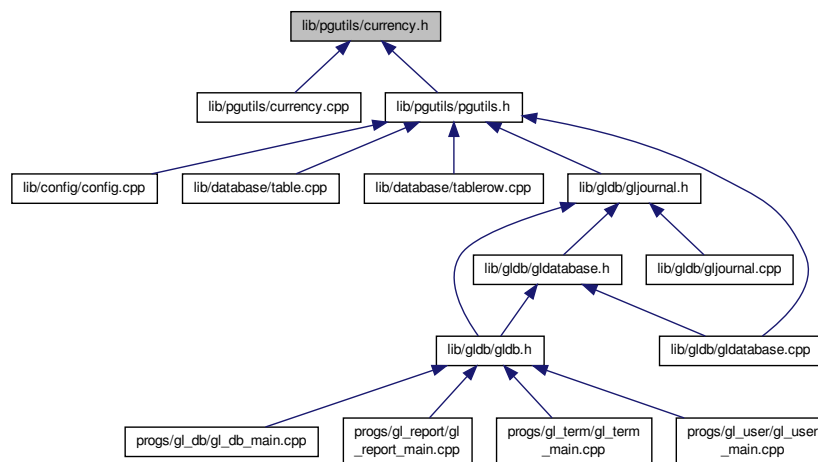 lib/pgutils/currency.h
lib/pgutils/currency.cpp
lib/pgutils/pgutils.h
lib/config/config.cpp
lib/database/table.cpp
lib/database/tablerow.cpp
lib/gldb/gljournal.h
lib/gldb/gldatabase.h
lib/gldb/gljournal.cpp
lib/gldb/gldb.h
lib/gldb/gldatabase.cpp
progs/gl_db/gl_db_main.cpp
progs/gl_report/gl
_report_main.cpp
progs/gl_term/gl_term
_main.cpp
progs/gl_user/gl_user
_main.cpp